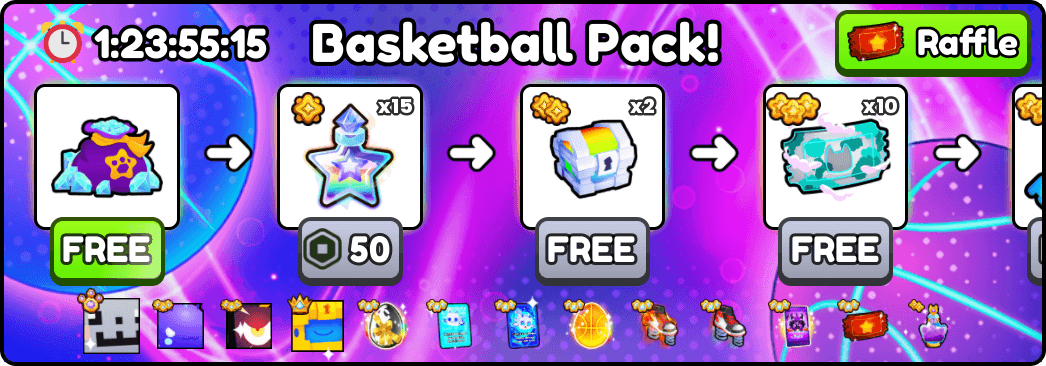 1:23:55:15
Basketball Pack!
Raffle
x15
x2
x10
FREE
50
FREE
FREE